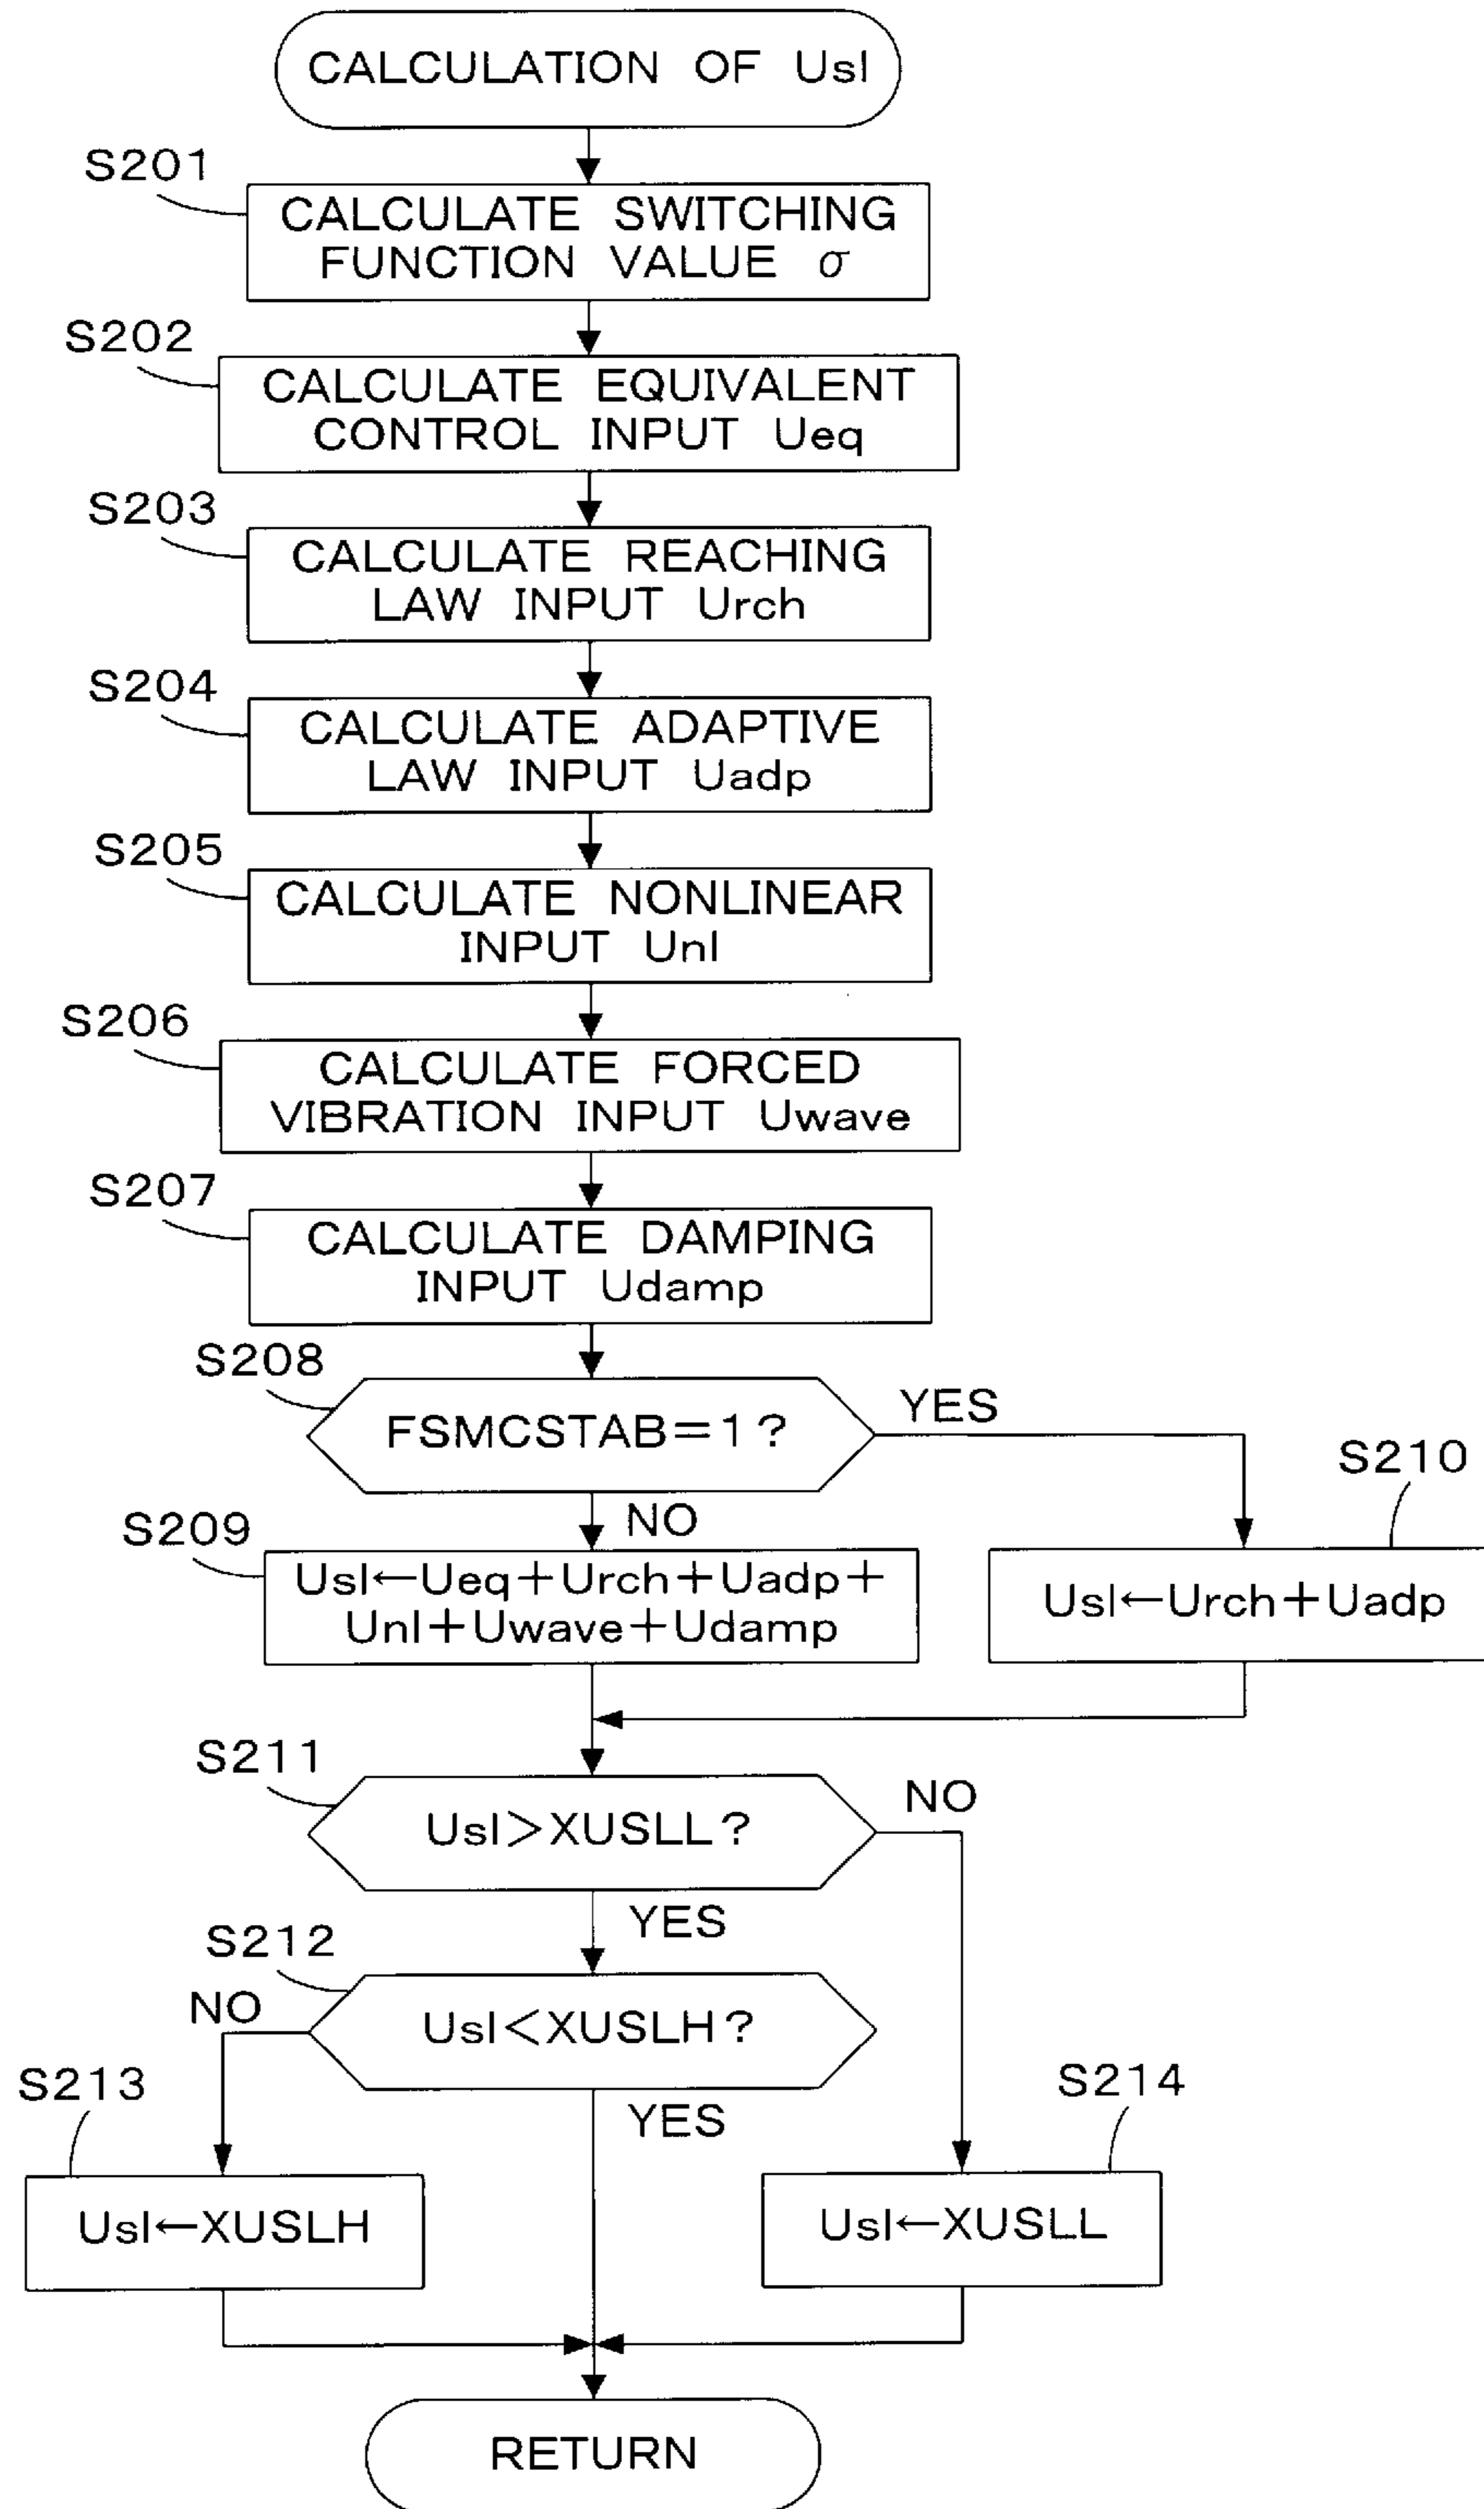 CALCULATION OF Usl
S201
CALCULATE SWITCHING
FUNCTION VALUE σ
S202
CALCULATE EQUIVALENT
CONTROL INPUT Ueq
S203
CALCULATE REACHING
LAW INPUT Urch
S204
CALCULATE ADAPTIVE
LAW INPUT Uadp
S205
CALCULATE NONLINEAR
INPUT Unl
S206
CALCULATE FORCED
VIBRATION INPUT Uwave
S207
CALCULATE DAMPING
INPUT Udamp
S208
FSMCSTAB=1?
YES
NO
S209
Usl←Ueq+Urch+Uadp+
Unl+Uwave+Udamp
S210
Usl←Urch+Uadp
S211
Usl>XUSLL?
NO
YES
S212
Usl<XUSLH?
NO
YES
S213
Usl←XUSLH
S214
Usl←XUSLL
RETURN